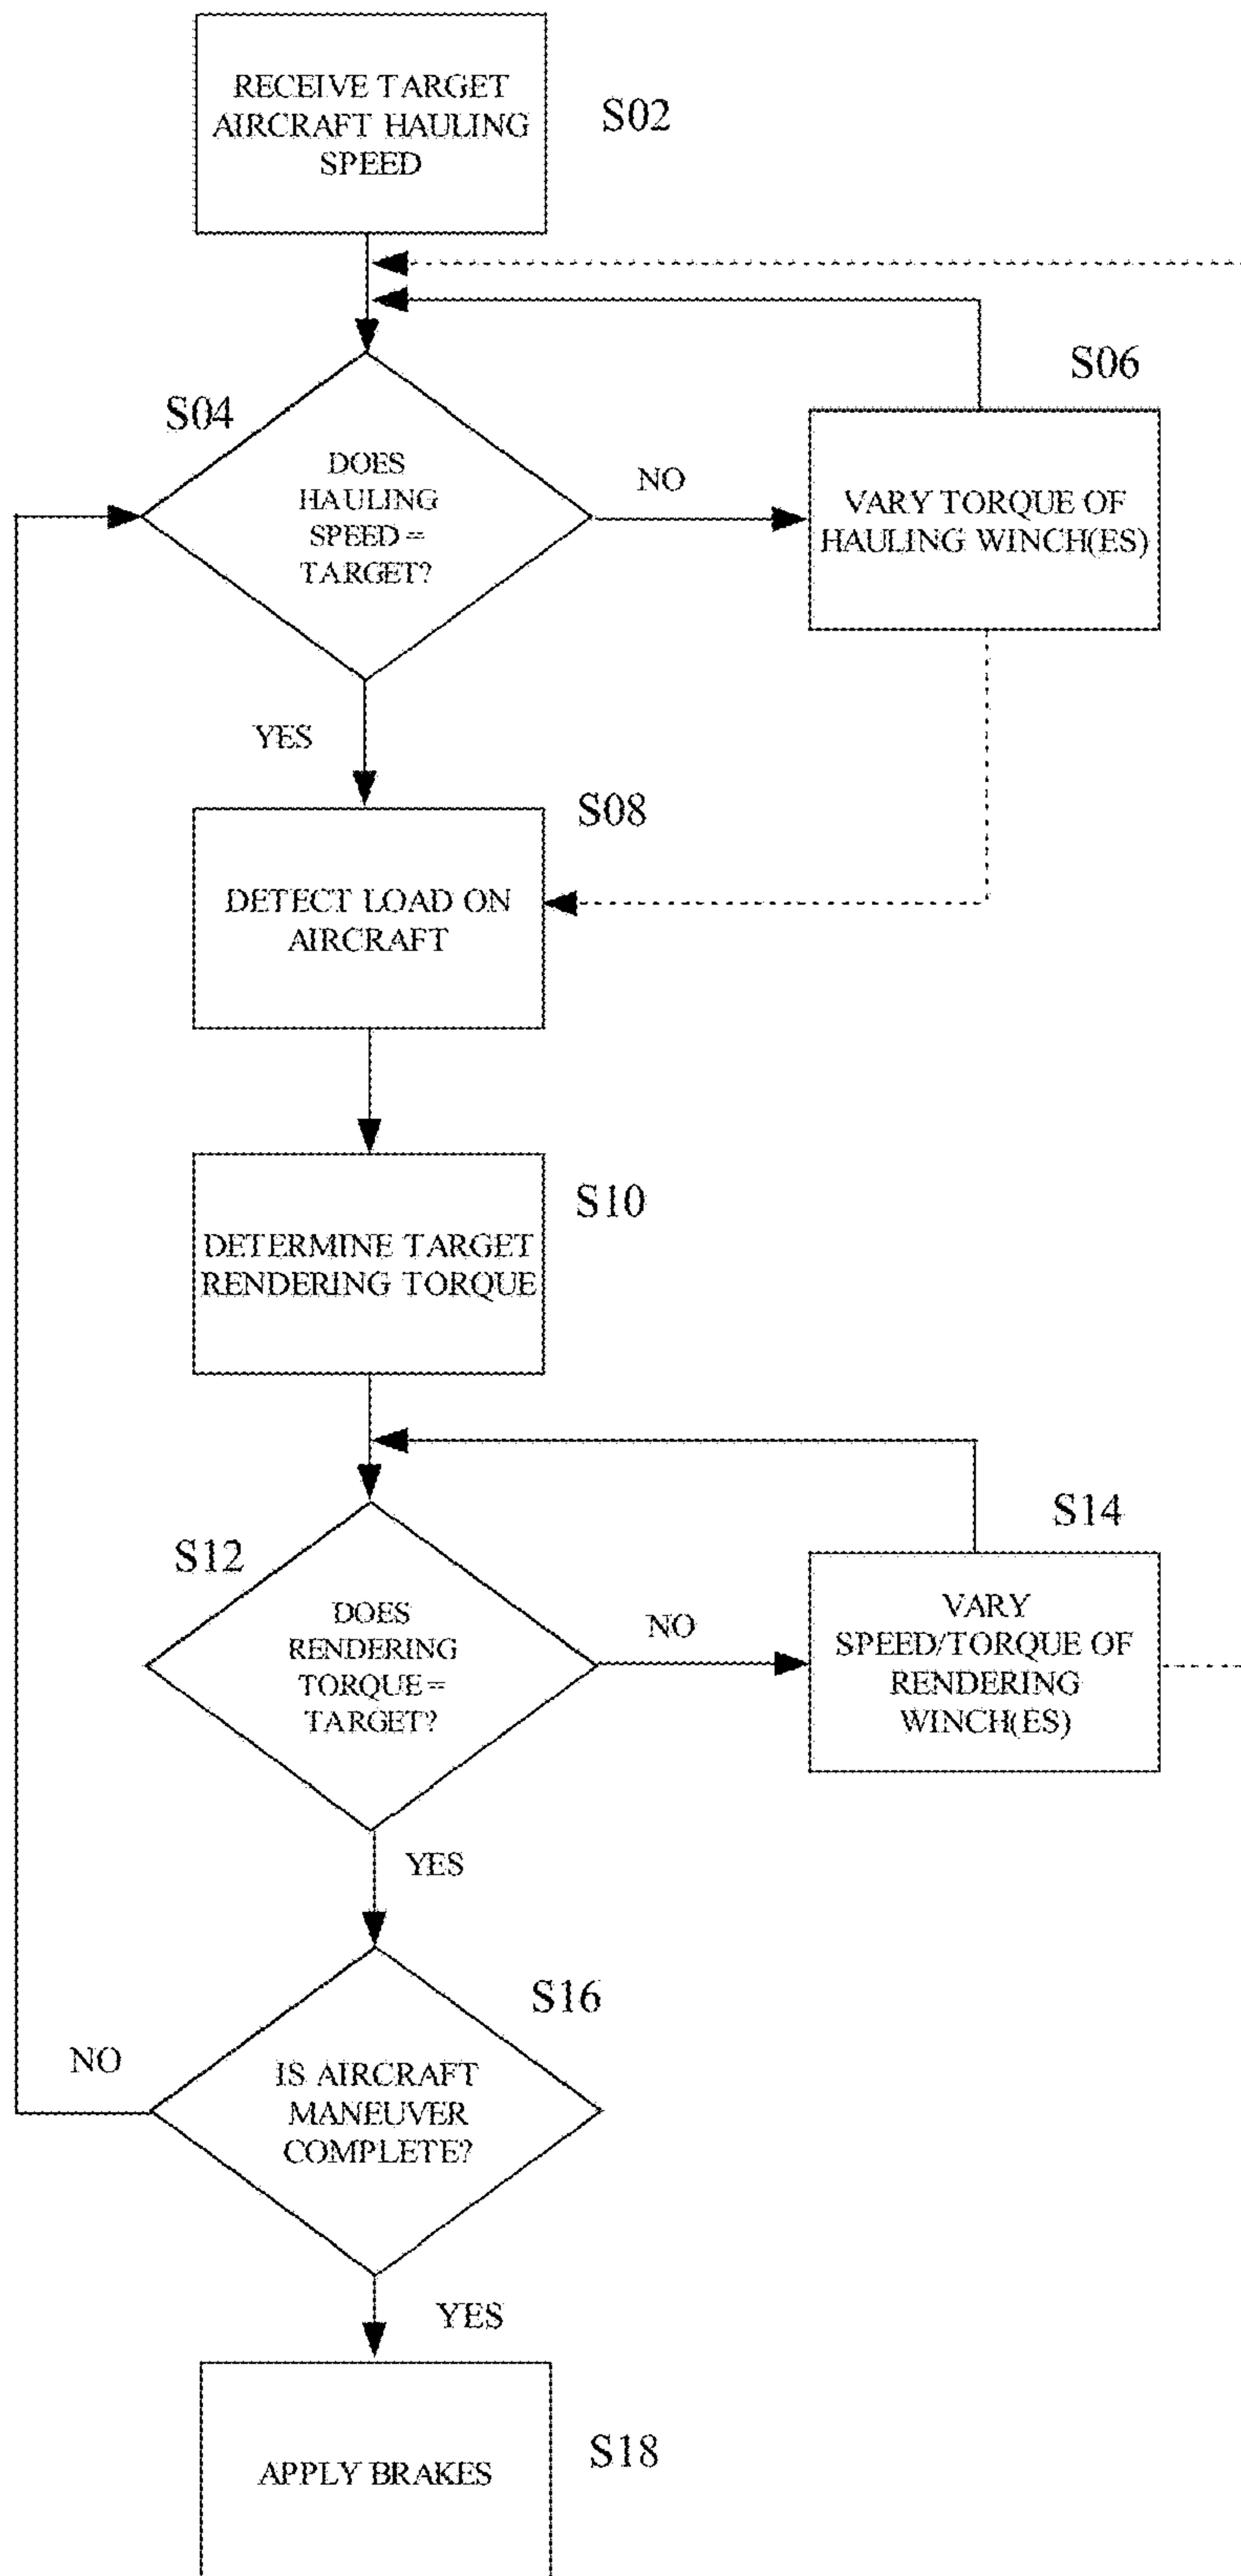 RECEIVE TARGET
AIRCRAFT HAULING
SPEED
S02
S04
DOES
HAULING
SPEED =
TARGET?
NO
S06
VARY TORQUE OF
HAULING WINCH(ES)
YES
S08
DETECT LOAD ON
AIRCRAFT
S10
DETERMINE TARGET
RENDERING TORQUE
S12
DOES
RENDERING
TORQUE =
TARGET?
NO
S14
VARY
SPEED/TORQUE OF
RENDERING
WINCH(ES)
YES
S16
NO
IS AIRCRAFT
MANEUVER
COMPLETE?
YES
APPLY BRAKES
S18